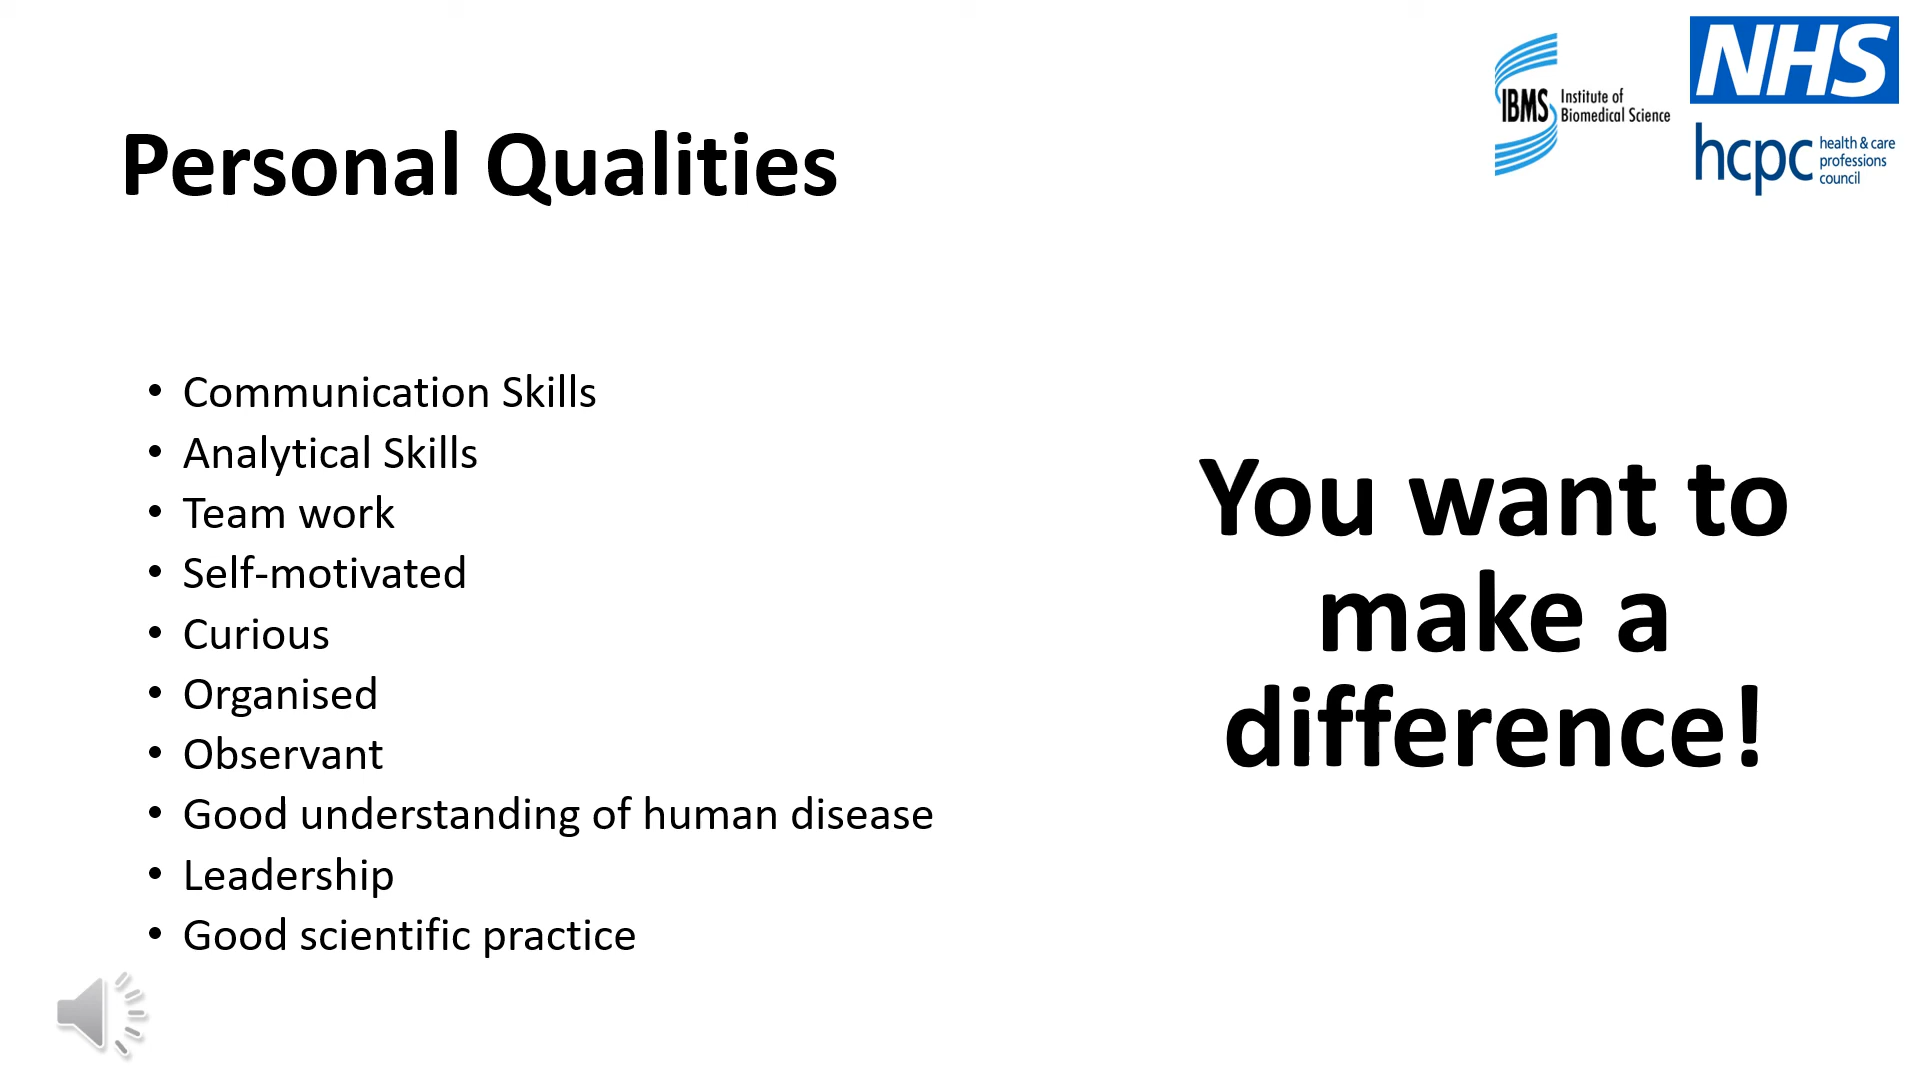 Personal Qualities
IBMS
Institute of
Biomedical Science
NHS
hcpc
health & care
professions
council
• Communication Skills
• Analytical Skills
• Team work
• Self-motivated
• Curious
• Organised
• Observant
• Good understanding of human disease
• Leadership
• Good scientific practice
You want to
make a
difference!